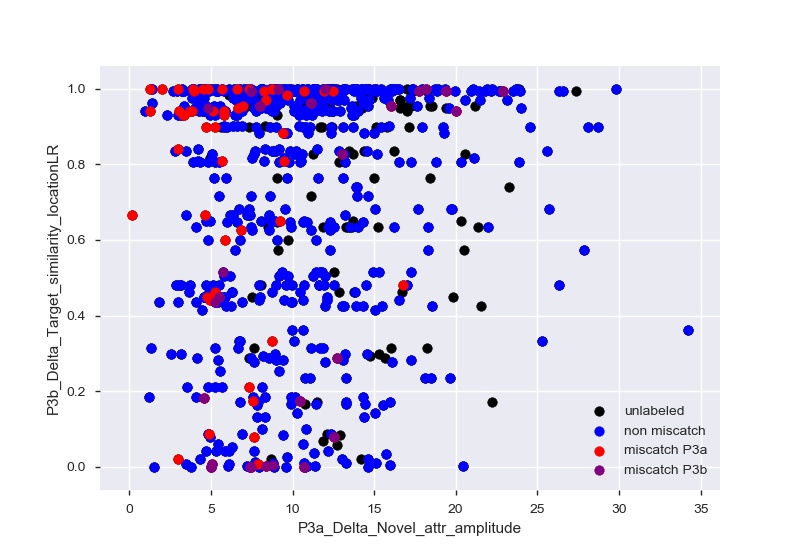 P3b_Delta_Target_similarity_locationLR
1.0
0.8
0.6
0.4
0.2
0.0
unlabeled
non miscatch
miscatch P3a
miscatch P3b
0 5 10 15 20 25 30 35
P3a_Delta_Novel_attr_amplitude